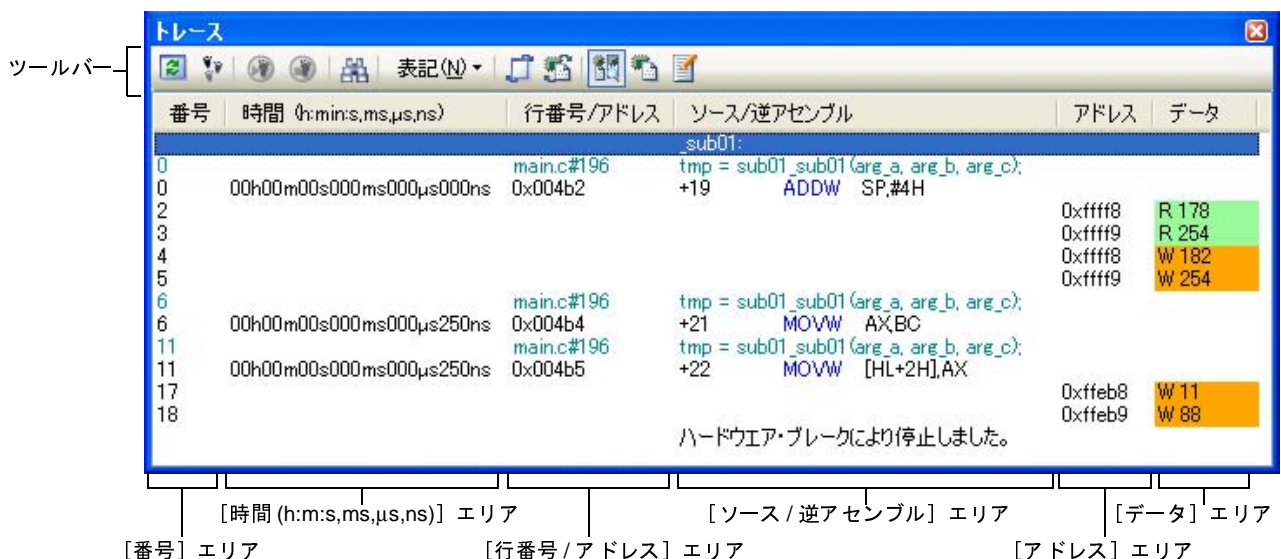 トレース
ツールバー
表記(N)
番号 時間 (h:min:s,ms,μs,ns) 行番号/アドレス ソース/逆アセンブル アドレス データ
_sub01:
0 main.c#196 tmp = sub01_sub01(arg_a, arg_b, arg_c);
0 00h00m00s000ms000μs000ns 0x004b2 +19 ADDW SP,#4H
2 0xffff8 R 178
3 0xffff9 R 254
4 0xffff8 W 182
5 0xffff9 W 254
6 main.c#196 tmp = sub01_sub01(arg_a, arg_b, arg_c);
6 00h00m00s000ms000μs250ns 0x004b4 +21 MOVW AX,BC
11 main.c#196 tmp = sub01_sub01(arg_a, arg_b, arg_c);
11 00h00m00s000ms000μs250ns 0x004b5 +22 MOVW [HL+2H],AX
17 0xffeb8 W 11
18 0xffeb9 W 88
ハードウエア・ブレークにより停止しました。
［時間 (h:m:s,ms,μs,ns)］エリア ［ソース / 逆アセンブル］エリア ［データ］エリア
［番号］エリア ［行番号 / アドレス］エリア ［アドレス］エリア